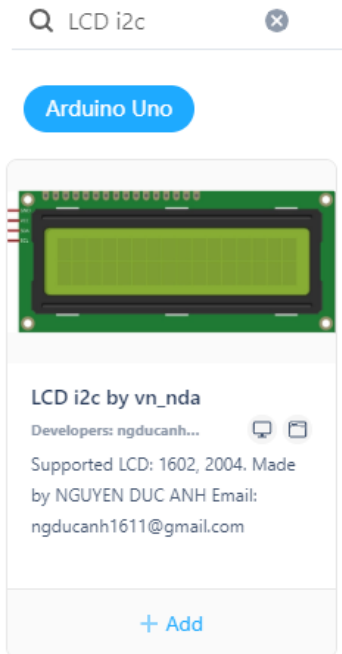 LCD i2c
Arduino Uno
LCD i2c by vn_nda
Developers: ngducanh...
Supported LCD: 1602, 2004. Made
by NGUYEN DUC ANH Email:
ngducanh1611@gmail.com
+ Add